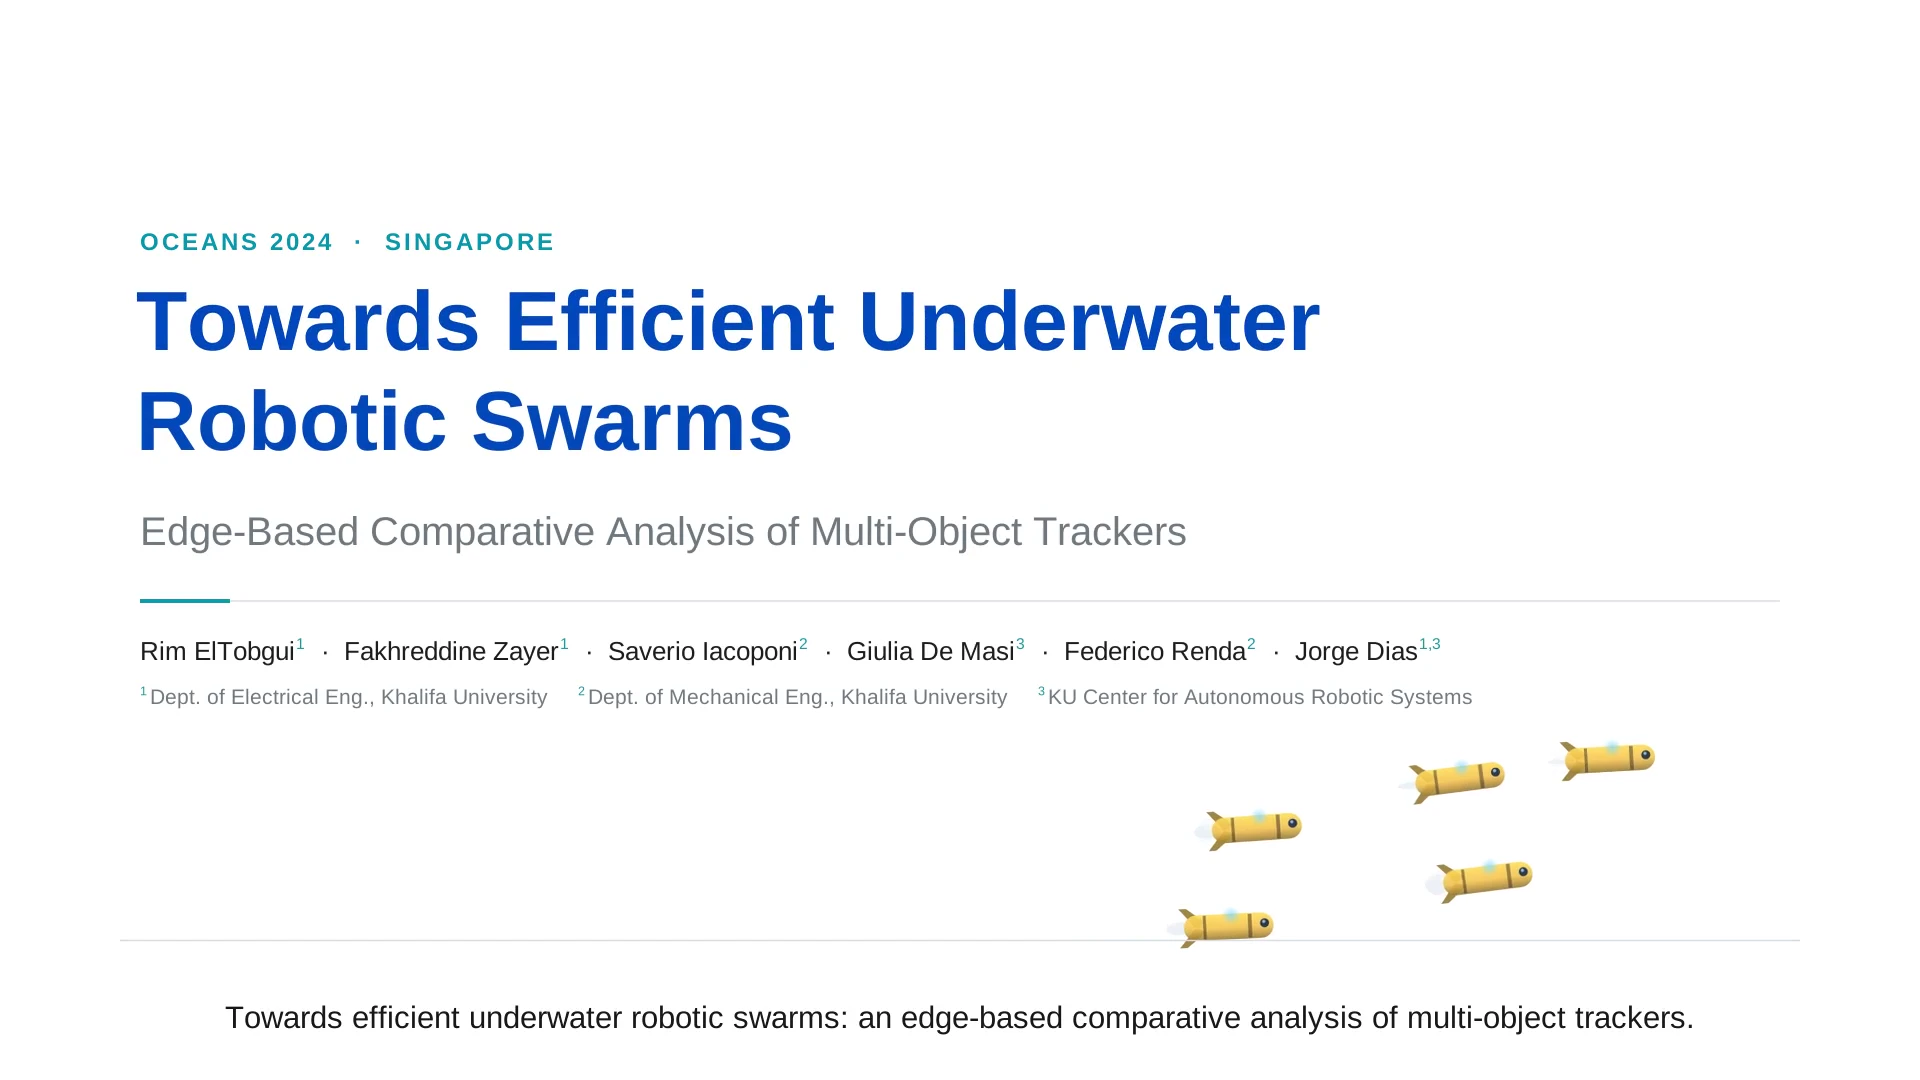 OCEANS 2024 · SINGAPORE
Towards Efficient Underwater
Robotic Swarms
Edge-Based Comparative Analysis of Multi-Object Trackers
Rim ElTobgui1 · Fakhreddine Zayer1 · Saverio Iacoponi2 · Giulia De Masi3 · Federico Renda2 · Jorge Dias1,3
1 Dept. of Electrical Eng., Khalifa University 2 Dept. of Mechanical Eng., Khalifa University 3 KU Center for Autonomous Robotic Systems
Towards efficient underwater robotic swarms: an edge-based comparative analysis of multi-object trackers.